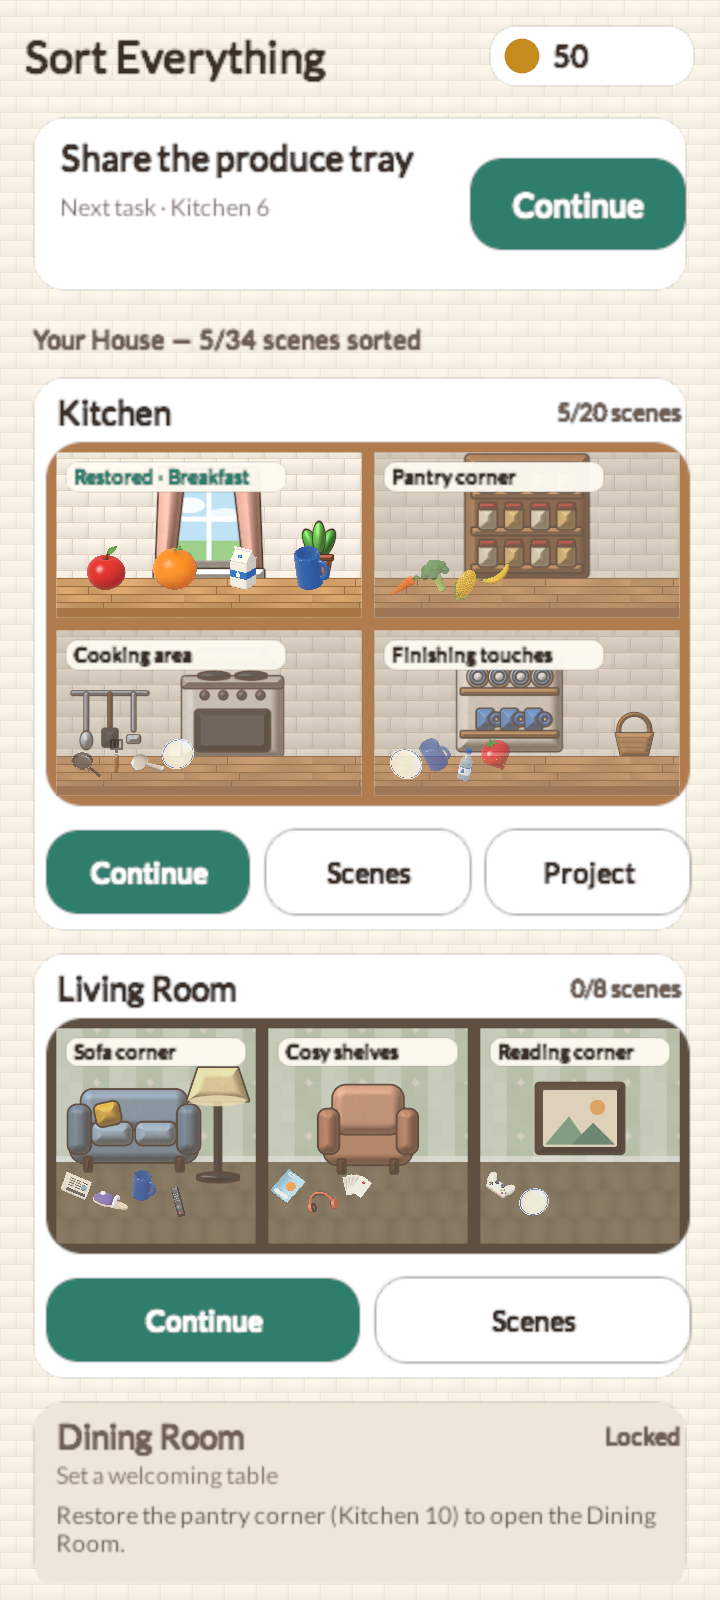 Sort Everything
50
Share the produce tray
Next task · Kitchen 6
Continue
Your House — 5/34 scenes sorted
Kitchen
5/20 scenes
Restored · Breakfast
Pantry corner
Cooking area
Finishing touches
Continue
Scenes
Project
Living Room
0/8 scenes
Sofa corner
Cosy shelves
Reading corner
Continue
Scenes
Dining Room
Locked
Set a welcoming table
Restore the pantry corner (Kitchen 10) to open the Dining
Room.